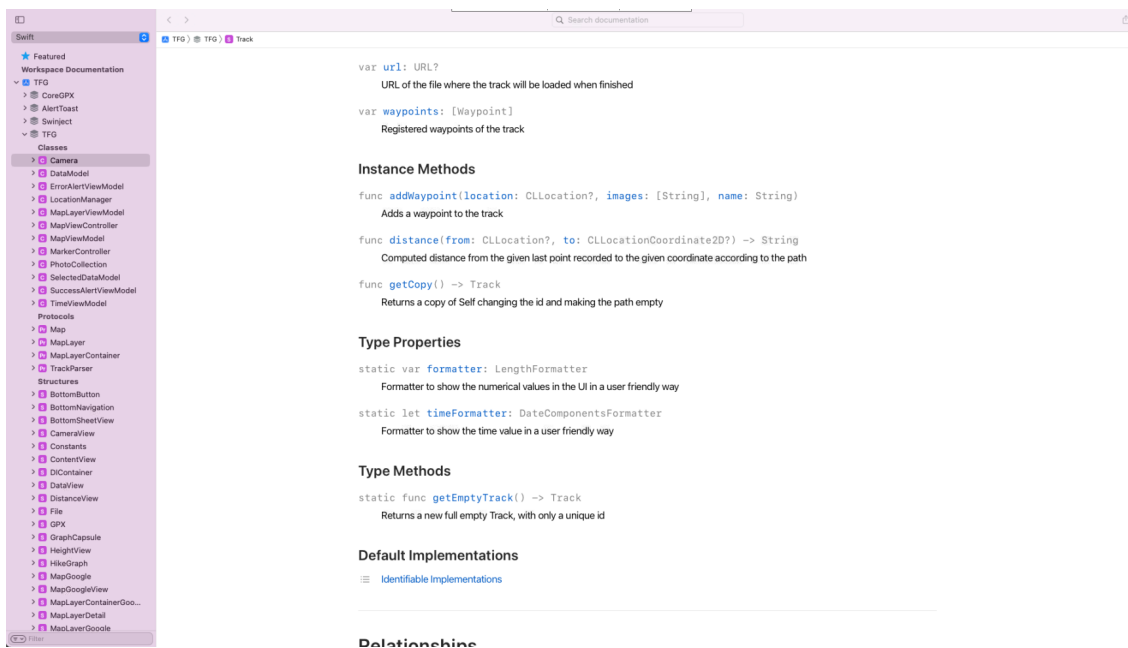 Search documentation
Swift
TFG ⟩ TFG ⟩ S Track
Featured
Workspace Documentation
TFG
CoreGPX
AlertToast
Swinject
TFG
Classes
C Camera
C DataModel
C ErrorAlertViewModel
C LocationManager
C MapLayerViewModel
C MapViewController
C MapViewModel
C MarkerController
C PhotoCollection
C SelectedDataModel
C SuccessAlertViewModel
C TimeViewModel
Protocols
Pr Map
Pr MapLayer
Pr MapLayerContainer
Pr TrackParser
Structures
S BottomButton
S BottomNavigation
S BottomSheetView
S CameraView
S Constants
S ContentView
S DIContainer
S DataView
S DistanceView
S File
S GPX
S GraphCapsule
S HeightView
S HikeGraph
S MapGoogle
S MapGoogleView
S MapLayerContainerGoo...
S MapLayerDetail
S MapLayerGoogle
Filter
var url: URL?
URL of the file where the track will be loaded when finished
var waypoints: [Waypoint]
Registered waypoints of the track
Instance Methods
func addWaypoint(location: CLLocation?, images: [String], name: String)
Adds a waypoint to the track
func distance(from: CLLocation?, to: CLLocationCoordinate2D?) -> String
Computed distance from the given last point recorded to the given coordinate according to the path
func getCopy() -> Track
Returns a copy of Self changing the id and making the path empty
Type Properties
static var formatter: LengthFormatter
Formatter to show the numerical values in the UI in a user friendly way
static let timeFormatter: DateComponentsFormatter
Formatter to show the time value in a user friendly way
Type Methods
static func getEmptyTrack() -> Track
Returns a new full empty Track, with only a unique id
Default Implementations
Identifiable Implementations
Relationships